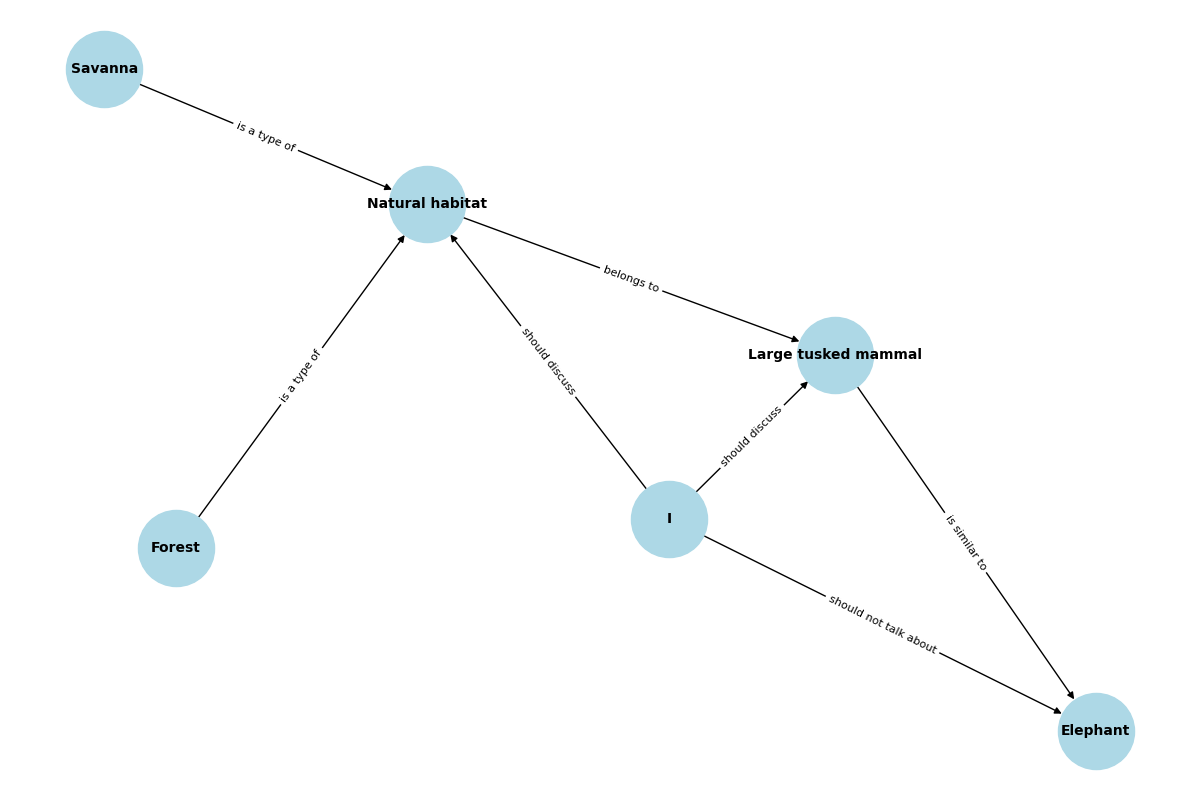 Savanna
is a type of
Natural habitat
belongs to
should discuss
Large tusked mammal
is a type of
should discuss
I
is similar to
Forest
should not talk about
Elephant